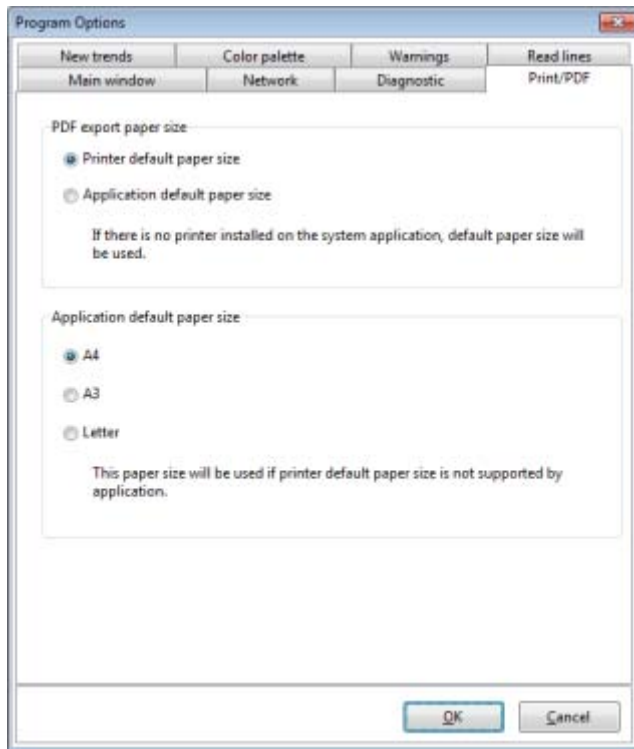 Program Options
New trends Color palette Warnings Read lines
Main window Network Diagnostic Print/PDF
PDF export paper size
Printer default paper size
Application default paper size
If there is no printer installed on the system application, default paper size will
be used.
Application default paper size
A4
A3
Letter
This paper size will be used if printer default paper size is not supported by
application.
OK Cancel